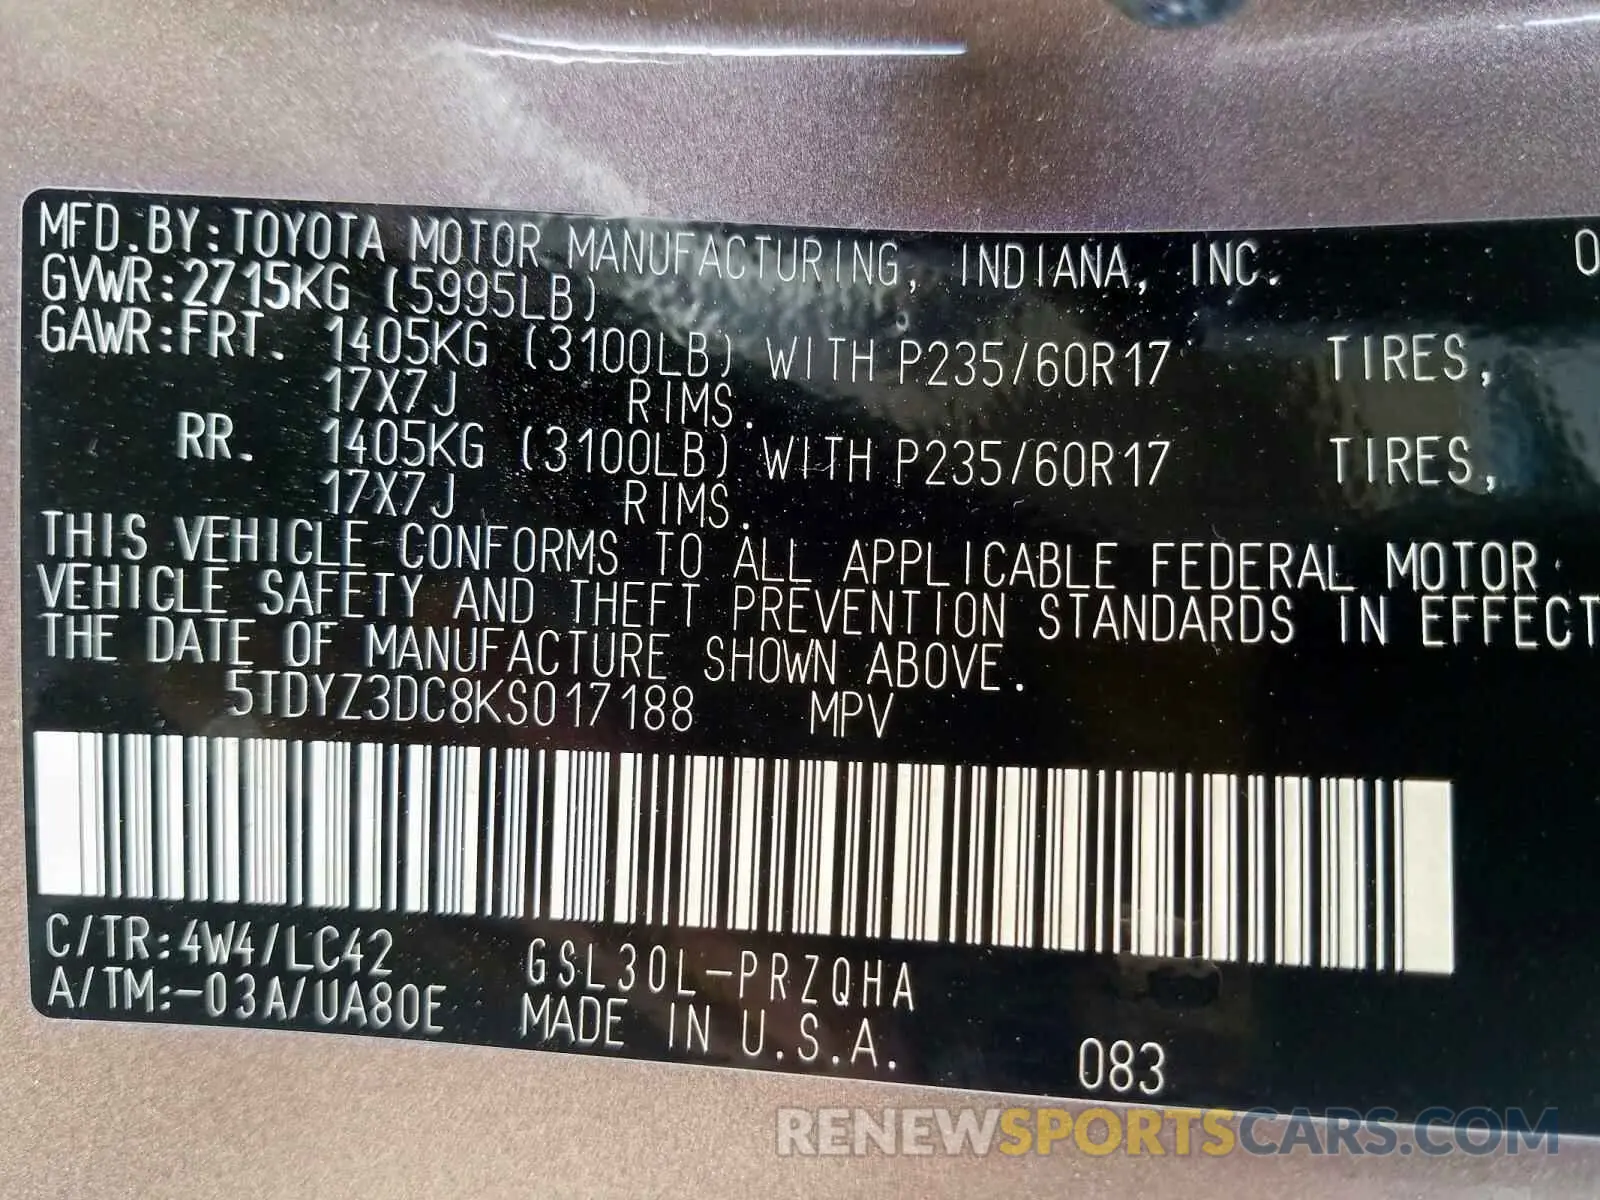 MFD.BY:TOYOTA MOTOR MANUFACTURING, INDIANA, INC. 0
GVWR:2715KG (5995LB)
GAWR:FRT. 1405KG (3100LB) WITH P235/60R17 TIRES,
17X7J RIMS.
RR. 1405KG (3100LB) WITH P235/60R17 TIRES,
17X7J RIMS.
THIS VEHICLE CONFORMS TO ALL APPLICABLE FEDERAL MOTOR
VEHICLE SAFETY AND THEFT PREVENTION STANDARDS IN EFFECT
THE DATE OF MANUFACTURE SHOWN ABOVE.
5TDYZ3DC8KS017188 MPV
C/TR:4W4/LC42 GSL30L-PRZQHA
A/TM:-03A/UA80E MADE IN U.S.A.
083
RENEWSPORTSCARS.COM